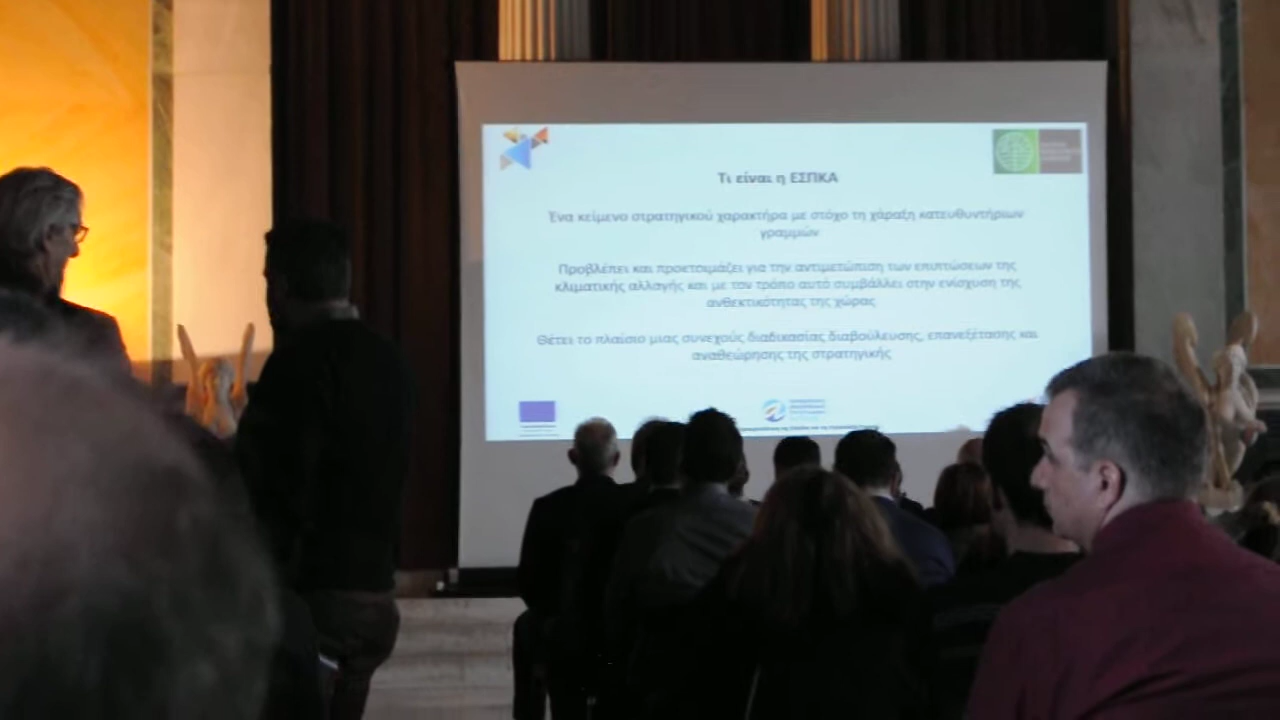 Τι είναι η ΕΣΠΚΑ
Ένα κείμενο στρατηγικού χαρακτήρα με στόχο τη χάραξη κατευθυντήριων
γραμμών
Προβλέπει και προετοιμάζει για την αντιμετώπιση των επιπτώσεων της
κλιματικής αλλαγής και με τον τρόπο αυτό συμβάλλει στην ενίσχυση της
ανθεκτικότητας της χώρας
Θέτει το πλαίσιο μιας συνεχούς διαδικασίας διαβούλευσης, επανεξέτασης και
αναθεώρησης της στρατηγικής